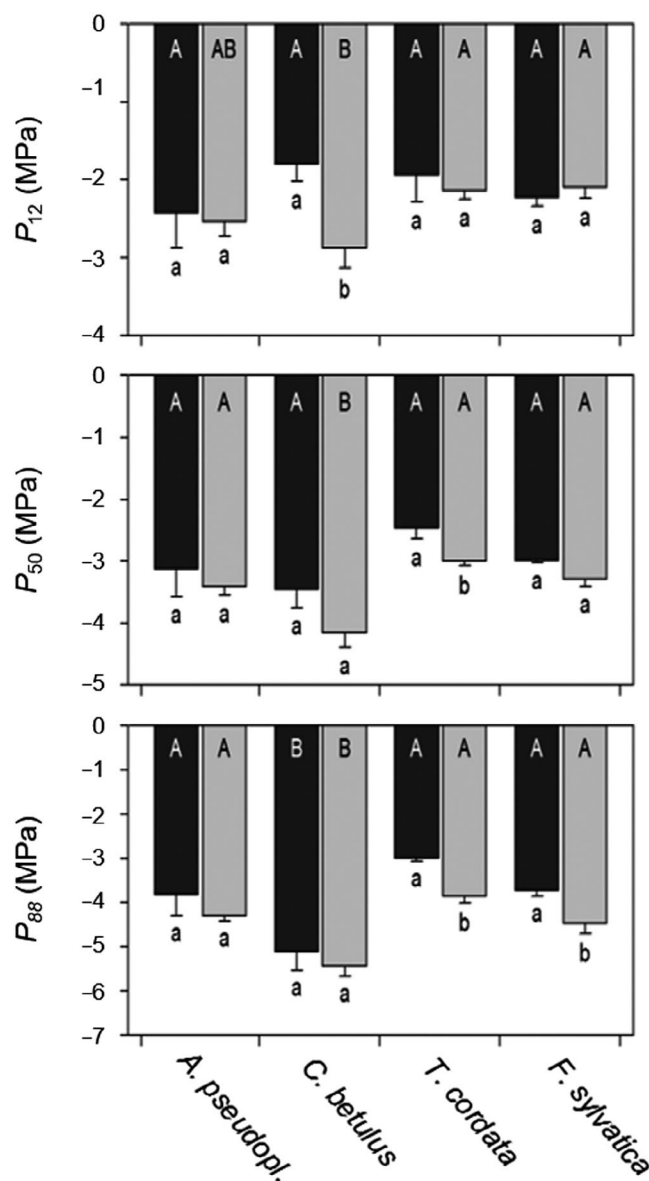 0
-1
-2
-3
-4
P12 (MPa)
A AB A B A A A A
a a a b a a a a
0
-1
-2
-3
-4
-5
P50 (MPa)
A A A B A A A A
a a a a a b a a
0
-1
-2
-3
-4
-5
-6
-7
P88 (MPa)
A A B B A A A A
a a a a a b a b
A. pseudopl.
C. betulus
T. cordata
F. sylvatica